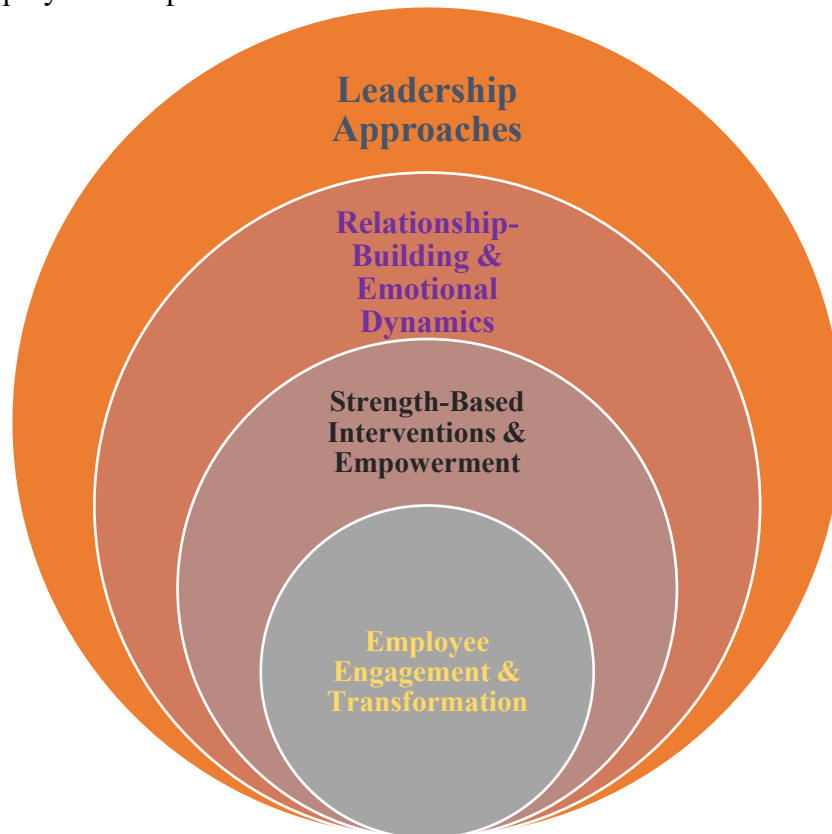 Leadership
Approaches
Relationship-
Building &
Emotional
Dynamics
Strength-Based
Interventions &
Empowerment
Employee
Engagement &
Transformation